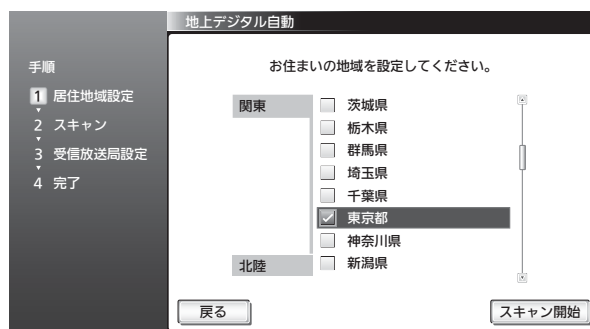 地上デジタル自動
手順
1 居住地域設定
2 スキャン
3 受信放送局設定
4 完了
お住まいの地域を設定してください。
関東
茨城県
栃木県
群馬県
埼玉県
千葉県
東京都
神奈川県
北陸
新潟県
戻る
スキャン開始